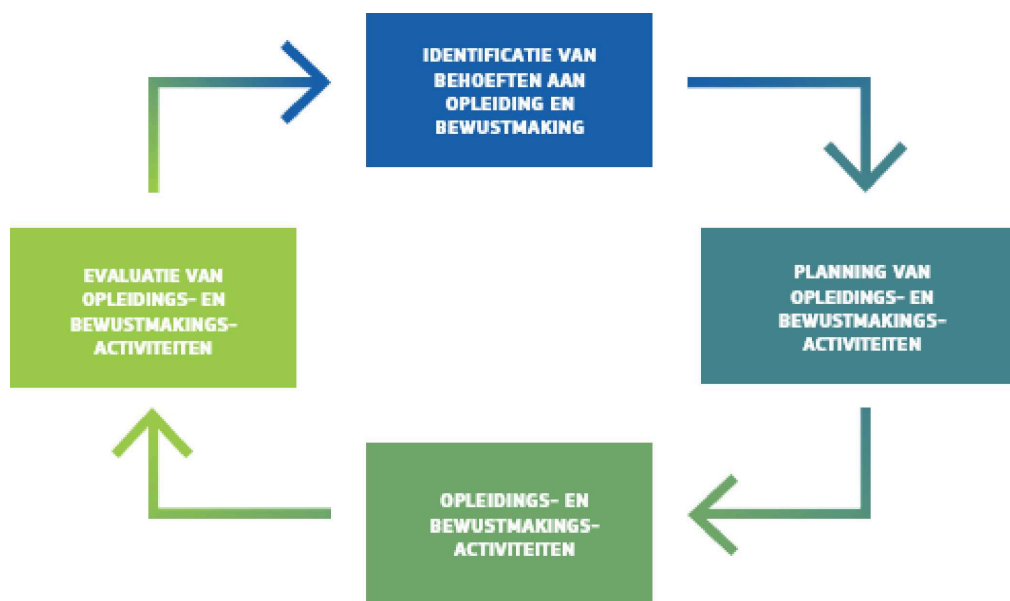 IDENTIFICATIE VAN
BEHOEFTEN AAN
OPLEIDING EN
BEWUSTMAKING
PLANNING VAN
OPLEIDINGS- EN
BEWUSTMAKINGS-
ACTIVITEITEN
OPLEIDINGS- EN
BEWUSTMAKINGS-
ACTIVITEITEN
EVALUATIE VAN
OPLEIDINGS- EN
BEWUSTMAKINGS-
ACTIVITEITEN